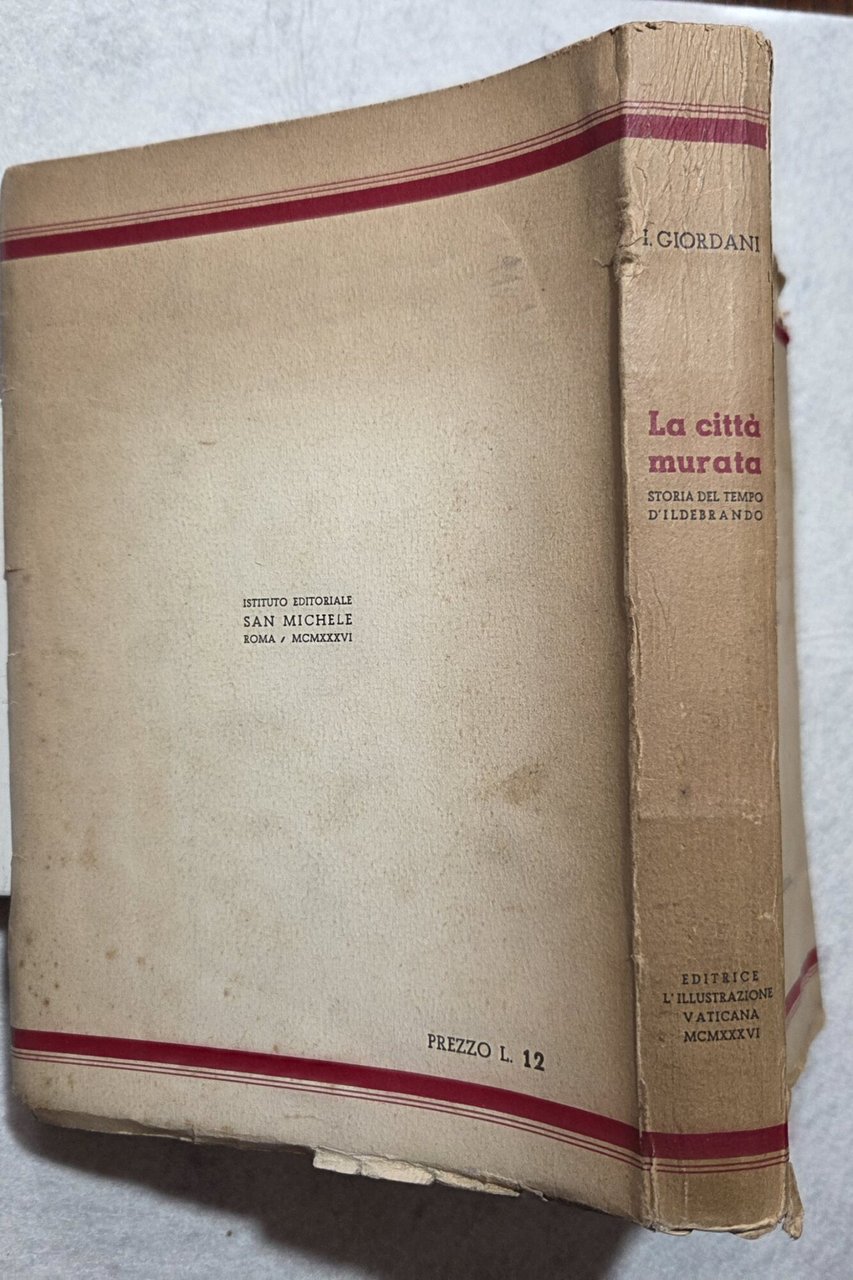 ISTITUTO EDITORIALE
SAN MICHELE
ROMA, MCMXXXVI
PREZZO L. 12
I. GIORDANI
La città
murata
STORIA DEL TEMPO
D'ILDEBRANDO
EDITRICE
L'ILLUSTRAZIONE
VATICANA
MCMXXXVI